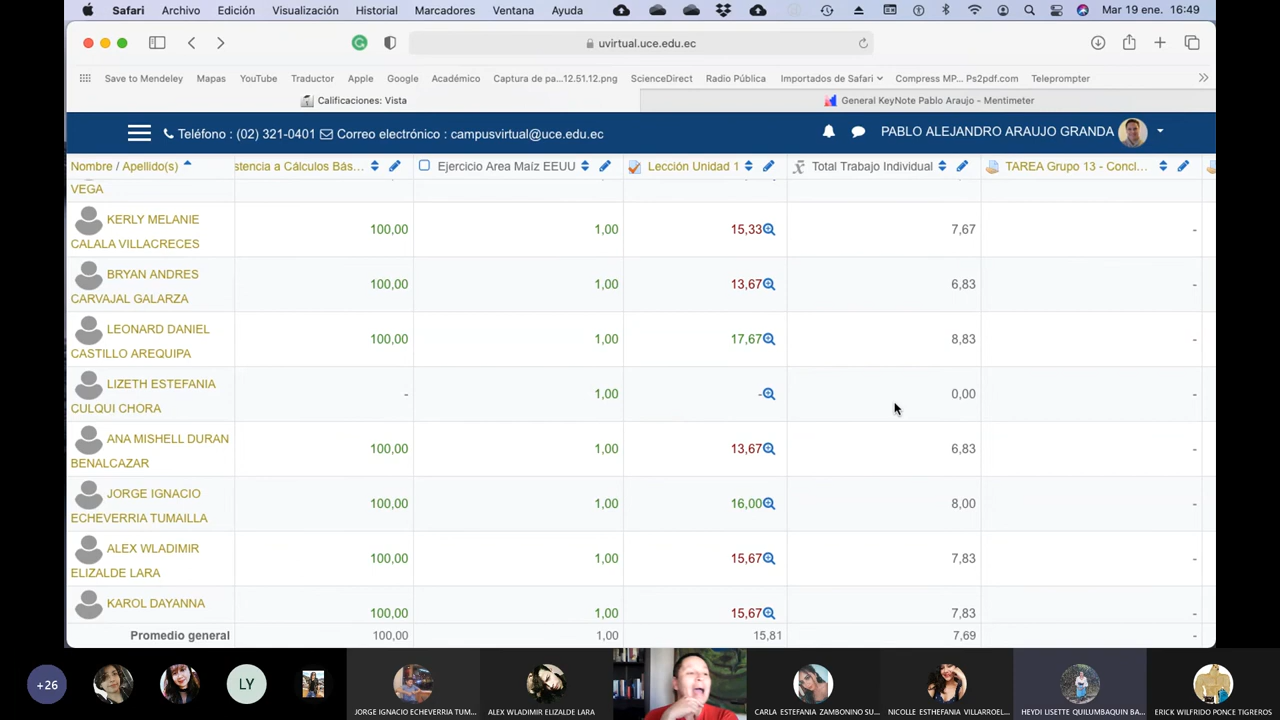 Safari Archivo Edición Visualización Historial Marcadores Ventana Ayuda Mar 19 ene. 16:49
uvirtual.uce.edu.ec
Save to Mendeley Mapas YouTube Traductor Apple Google Académico Captura de pa...12.51.12.png ScienceDirect Radio Pública Importados de Safari Compress MP... Ps2pdf.com Teleprompter
Calificaciones: Vista General KeyNote Pablo Araujo - Mentimeter
Teléfono : (02) 321-0401 Correo electrónico : campusvirtual@uce.edu.ec PABLO ALEJANDRO ARAUJO GRANDA
Nombre / Apellido(s) stencia a Cálculos Bás... Ejercicio Area Maíz EEUU Lección Unidad 1 Total Trabajo Individual TAREA Grupo 13 - Concl...
VEGA
KERLY MELANIE
CALALA VILLACRECES 100,00 1,00 15,33 7,67 -
BRYAN ANDRES
CARVAJAL GALARZA 100,00 1,00 13,67 6,83 -
LEONARD DANIEL
CASTILLO AREQUIPA 100,00 1,00 17,67 8,83 -
LIZETH ESTEFANIA
CULQUI CHORA - 1,00 - 0,00 -
ANA MISHELL DURAN
BENALCAZAR 100,00 1,00 13,67 6,83 -
JORGE IGNACIO
ECHEVERRIA TUMAILLA 100,00 1,00 16,00 8,00 -
ALEX WLADIMIR
ELIZALDE LARA 100,00 1,00 15,67 7,83 -
KAROL DAYANNA 100,00 1,00 15,67 7,83 -
Promedio general 100,00 1,00 15,81 7,69 -
+26 LY
JORGE IGNACIO ECHEVERRIA TUM... ALEX WLADIMIR ELIZALDE LARA CARLA ESTEFANIA ZAMBONINO SU... NICOLLE ESTHEFANIA VILLARROEL... HEYDI LISETTE QUILUMBAQUIN BA... ERICK WILFRIDO PONCE TIGREROS